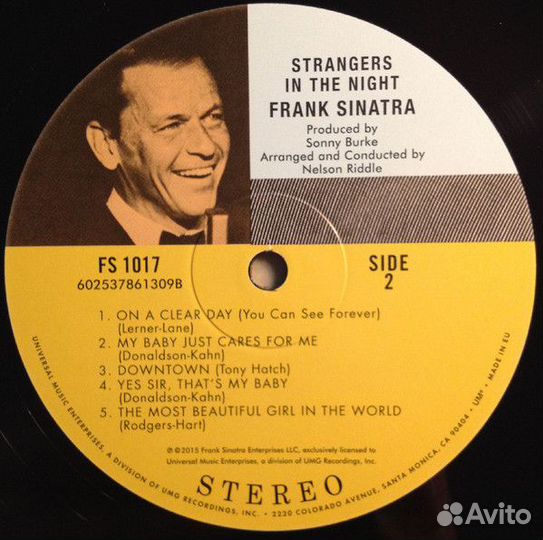 STRANGERS
IN THE NIGHT
FRANK SINATRA
Produced by
Sonny Burke
Arranged and Conducted by
Nelson Riddle
FS 1017
602537861309B
SIDE
2
1. ON A CLEAR DAY (You Can See Forever)
(Lerner-Lane)
2. MY BABY JUST CARES FOR ME
(Donaldson-Kahn)
3. DOWNTOWN (Tony Hatch)
4. YES SIR, THAT'S MY BABY
(Donaldson-Kahn)
5. THE MOST BEAUTIFUL GIRL IN THE WORLD
(Rodgers-Hart)
℗ © 2015 Frank Sinatra Enterprises LLC, exclusively licensed to
Universal Music Enterprises, a division of UMG Recordings, Inc.
STEREO
UNIVERSAL MUSIC ENTERPRISES, A DIVISION OF UMG RECORDINGS, INC. • 2220 COLORADO AVENUE, SANTA MONICA, CA 90404 • UM® • MADE IN EU
Avito